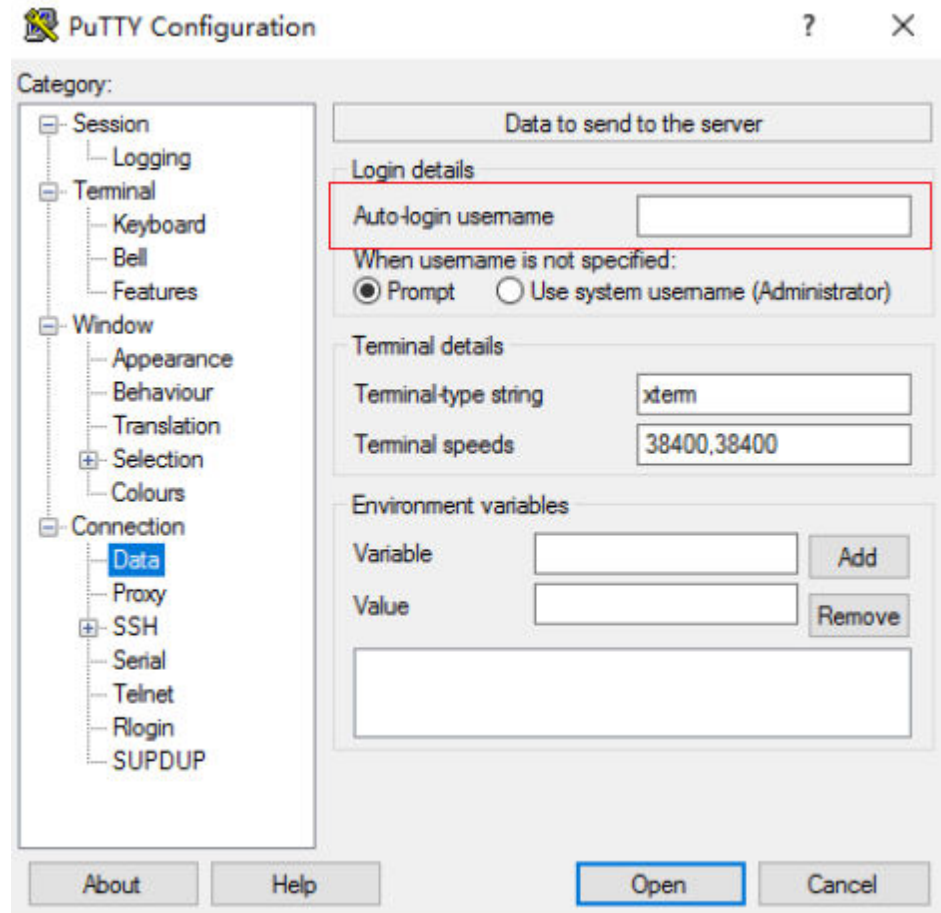 PuTTY Configuration
Category:
Session
Logging
Terminal
Keyboard
Bell
Features
Window
Appearance
Behaviour
Translation
Selection
Colours
Connection
Data
Proxy
SSH
Serial
Telnet
Rlogin
SUPDUP
Data to send to the server
Login details
Auto-login username
When username is not specified:
Prompt Use system username (Administrator)
Terminal details
Terminal-type string xterm
Terminal speeds 38400,38400
Environment variables
Variable Add
Value Remove
About Help Open Cancel